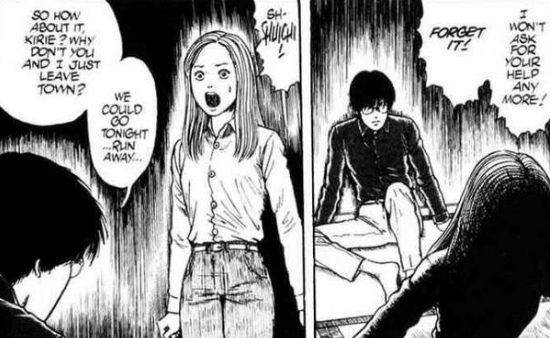 SO HOW
ABOUT IT,
KIRIE? WHY
DON'T YOU
AND I JUST
LEAVE
TOWN?
WE
COULD
GO
TONIGHT
...RUN
AWAY...
SH-
SHUICHI
!
FORGET
IT!
I
WON'T
ASK
FOR
YOUR
HELP
ANY
MORE!